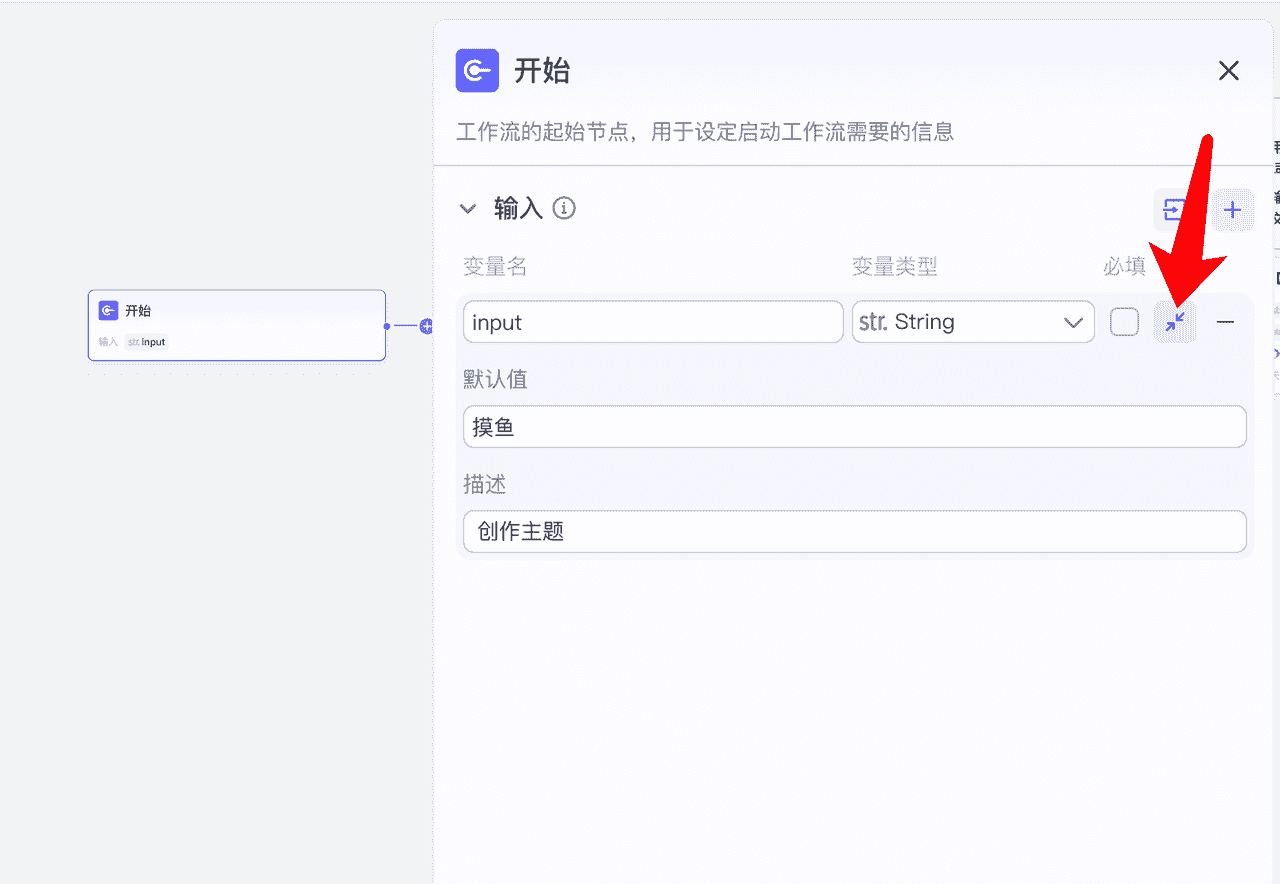 开始
工作流的起始节点，用于设定启动工作流需要的信息
输入
变量名 变量类型 必填
input str. String
默认值
摸鱼
描述
创作主题
开始
输入 str. input